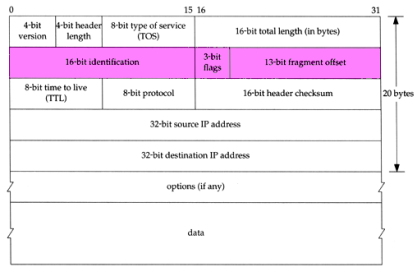 0 15 16 31
4-bit version 4-bit header length 8-bit type of service (TOS) 16-bit total length (in bytes)
16-bit identification 3-bit flags 13-bit fragment offset
8-bit time to live (TTL) 8-bit protocol 16-bit header checksum
20 bytes
32-bit source IP address
32-bit destination IP address
options (if any)
data